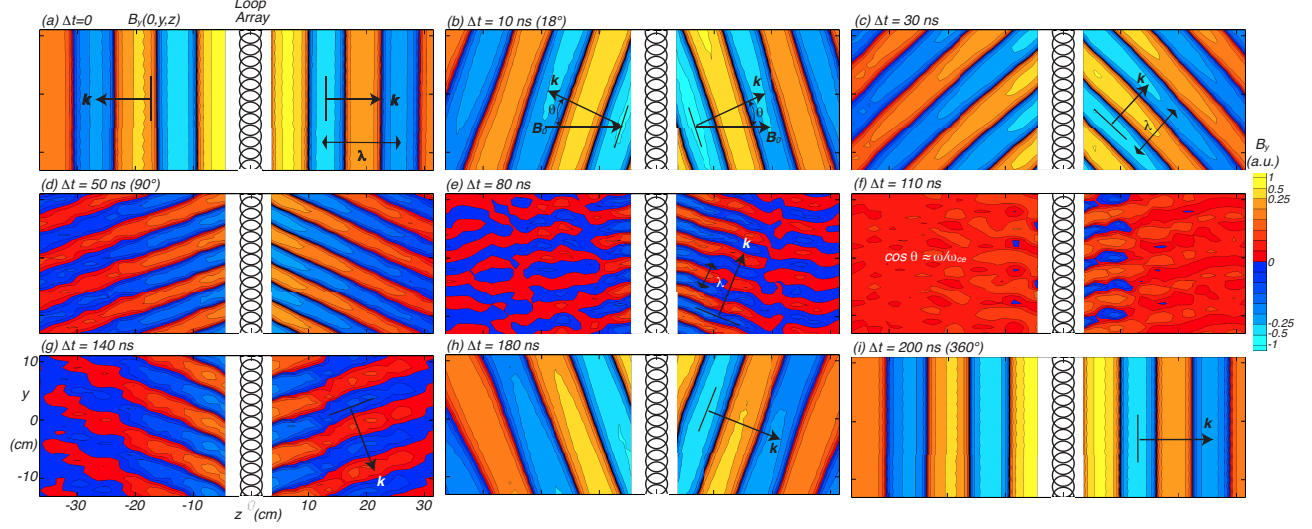 Loop
Array
(a) Δt=0 By(0,y,z)
k k
λ
(b) Δt = 10 ns (18°)
k k
θ θ
B0 B0
(c) Δt = 30 ns
k
λ
By
(a.u.)
1
0.25
0
-0.25
-0.5
-1
(d) Δt = 50 ns (90°)
(e) Δt = 80 ns
k
λ
(f) Δt = 110 ns
cos θ ≈ ω/ωce
(g) Δt = 140 ns
10
y
0
(cm)
-10
k
-30 -20 -10 0 10 20 30
z (cm)
(h) Δt = 180 ns
k
(i) Δt = 200 ns (360°)
k